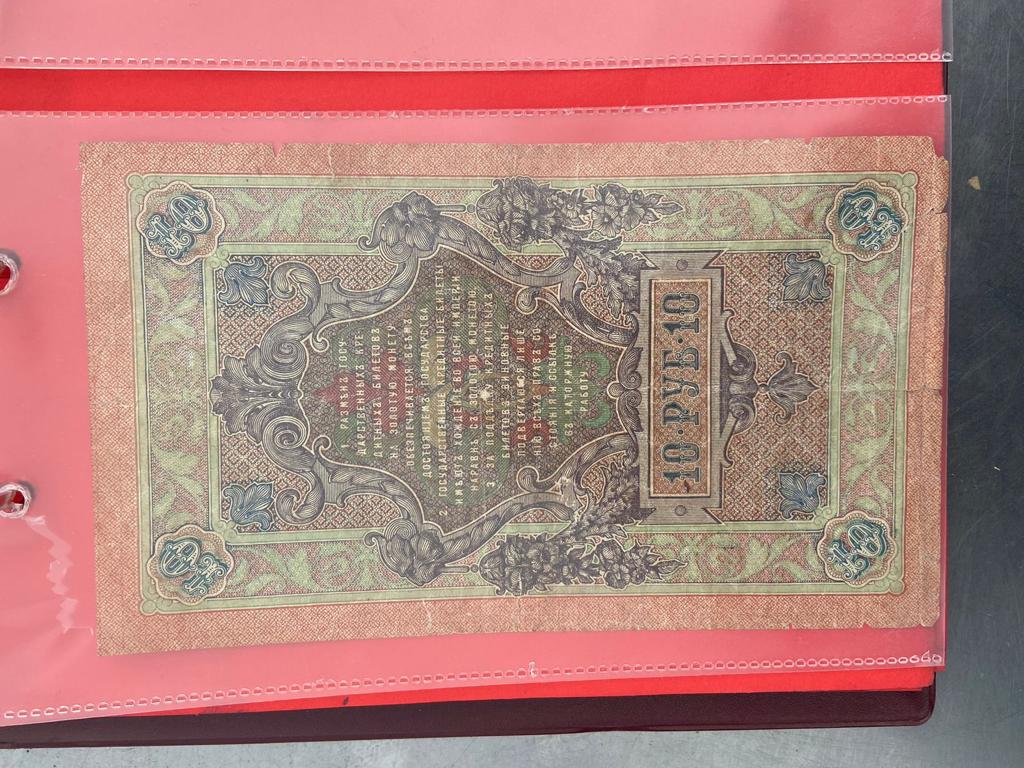 10
10
РАЗМѢНЪ ГОСУ-
ДАРСТВЕННЫХЪ КРЕ-
ДИТНЫХЪ БИЛЕТОВЪ
НА ЗОЛОТУЮ МОНЕТУ
ОБЕЗПЕЧИВАЕТСЯ ВСѢМЪ
ДОСТОЯНІЕМЪ ГОСУДАРСТВА.
2. ГОСУДАРСТВЕННЫЕ КРЕДИТНЫЕ БИЛЕТЫ
ИМѢЮТЪ ХОЖДЕНІЕ ВО ВСЕЙ ИМПЕРІИ
НАРАВНѢ СЪ ЗОЛОТОЮ МОНЕТОЮ.
3. ЗА ПОДДѢЛКУ КРЕДИТНЫХЪ
БИЛЕТОВЪ ВИНОВНЫЕ
ПОДВЕРГАЮТСЯ ЛИШЕ-
НІЮ ВСѢХЪ ПРАВЪ СО-
СТОЯНІЯ И ССЫЛКѢ
ВЪ КАТОРЖНУЮ
РАБОТУ.
10·РУБ·10
10
10